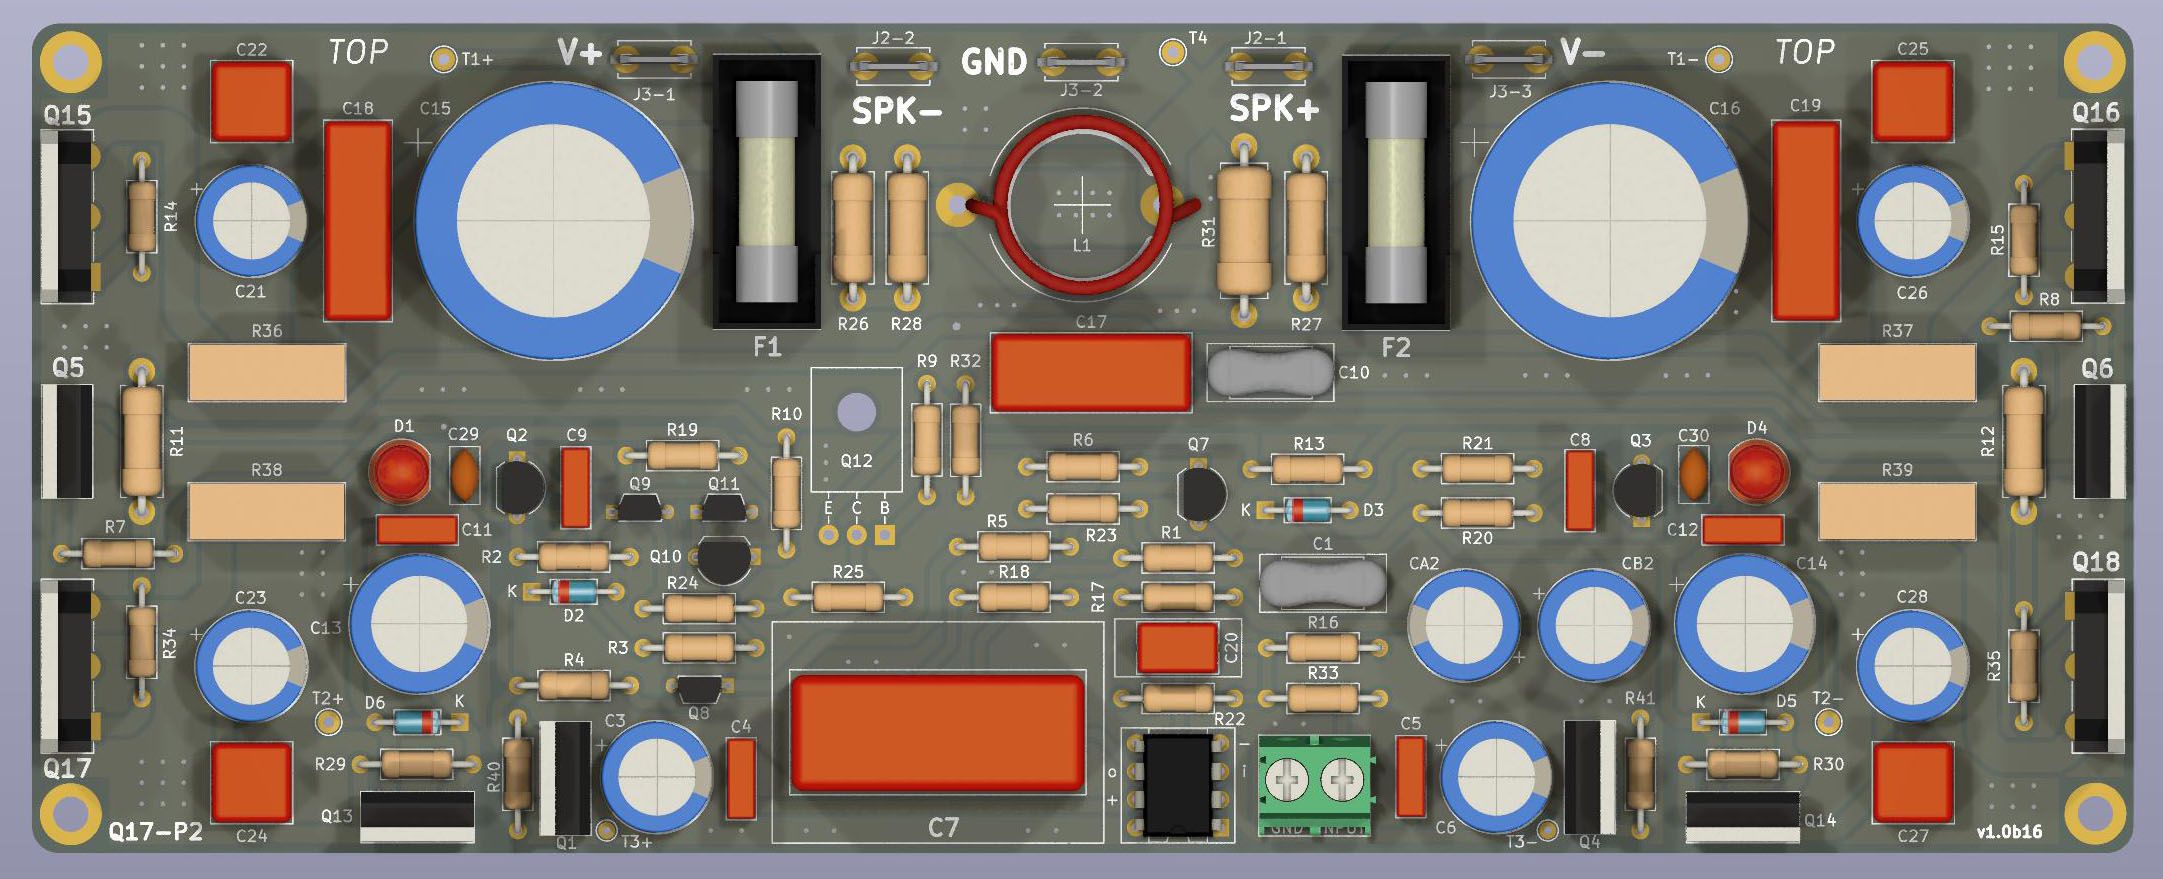 C22
TOP
T1+
V+
J2-2
GND
T4
J2-1
V-
T1-
TOP
C25
Q15
C18
C15
J3-1
SPK-
J3-2
SPK+
J3-3
C16
C19
Q16
R14
L1
R31
R15
C21
C26
R8
R26
R28
R27
R36
F1
C17
F2
R37
Q5
R9
R32
C10
Q6
R11
D1
C29
Q2
C9
R19
R10
Q12
R6
Q7
R13
R21
C8
Q3
C30
D4
R12
R38
Q9
Q11
E
C
B
K
D3
R39
R7
C11
R23
R20
C12
R2
Q10
R5
R1
C1
Q18
K
D2
R24
R25
R18
R17
CA2
CB2
C14
C23
C13
C28
R34
R3
C20
R16
R35
R4
R33
T2+
D6
K
Q8
R22
R41
K
D5
T2-
C3
C4
C5
Q17
R29
R40
-
o
i
+
R30
Q13
Q14
Q17-P2
C24
Q1
T3+
C7
GND
INPUT
C6
T3-
Q4
C27
v1.0b16